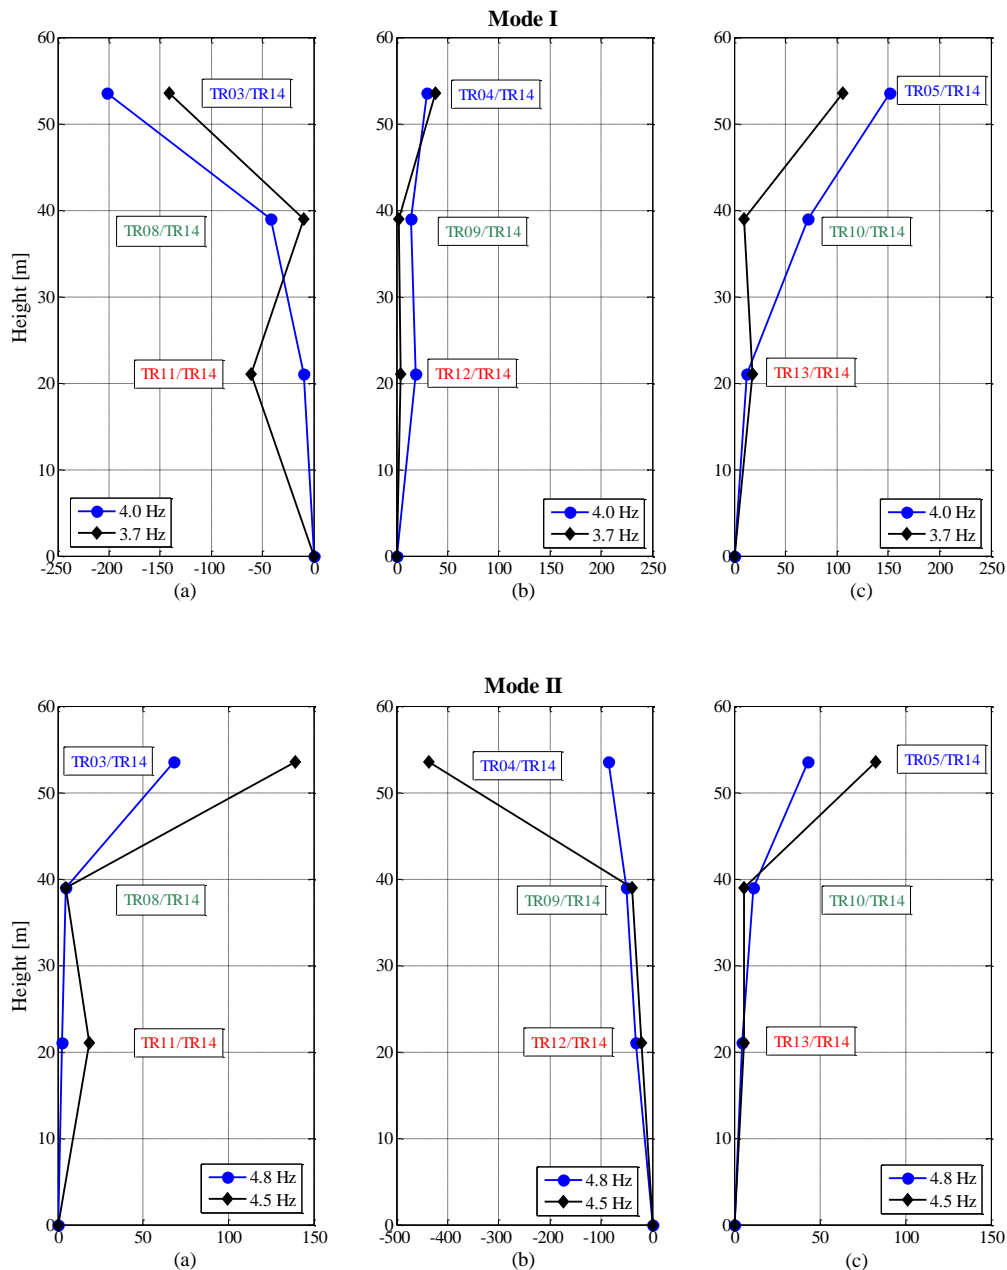 Mode I
60
50
40
30
20
10
0
Height [m]
TR03/TR14
TR08/TR14
TR11/TR14
4.0 Hz
3.7 Hz
-250 -200 -150 -100 -50 0
(a)
60
50
40
30
20
10
0
TR04/TR14
TR09/TR14
TR12/TR14
4.0 Hz
3.7 Hz
0 50 100 150 200 250
(b)
60
50
40
30
20
10
0
TR05/TR14
TR10/TR14
TR13/TR14
4.0 Hz
3.7 Hz
0 50 100 150 200 250
(c)
Mode II
60
50
40
30
20
10
0
Height [m]
TR03/TR14
TR08/TR14
TR11/TR14
4.8 Hz
4.5 Hz
0 50 100 150
(a)
60
50
40
30
20
10
0
TR04/TR14
TR09/TR14
TR12/TR14
4.8 Hz
4.5 Hz
-500 -400 -300 -200 -100 0
(b)
60
50
40
30
20
10
0
TR05/TR14
TR10/TR14
TR13/TR14
4.8 Hz
4.5 Hz
0 50 100 150
(c)